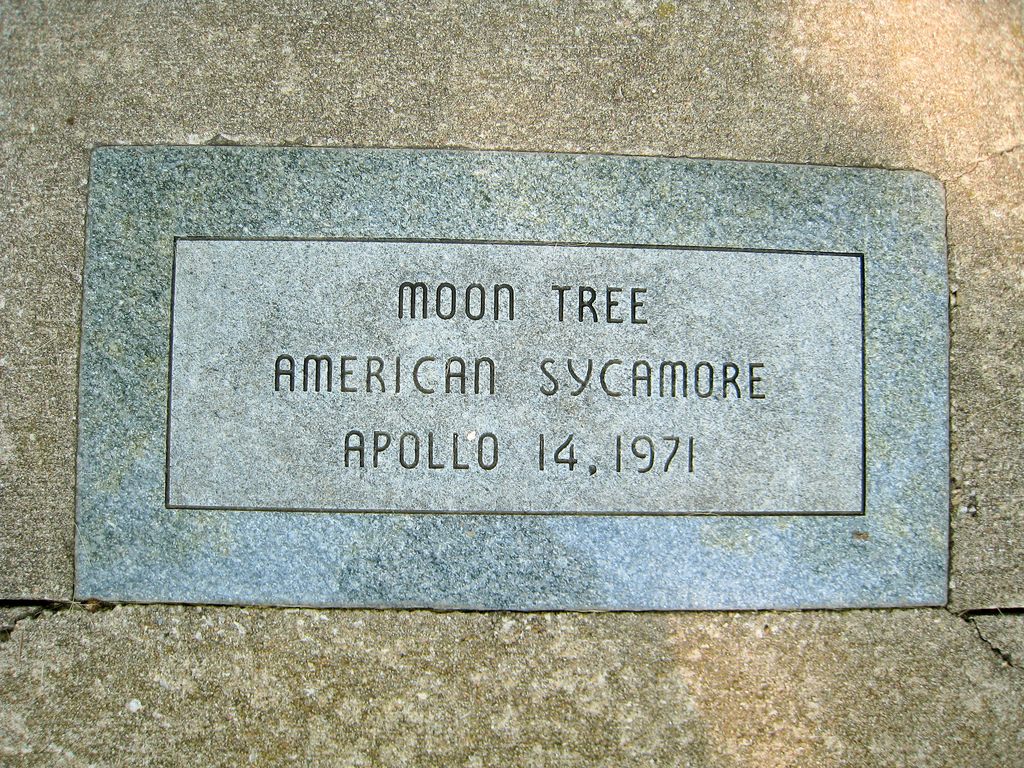 MOON TREE
AMERICAN SYCAMORE
APOLLO 14, 1971